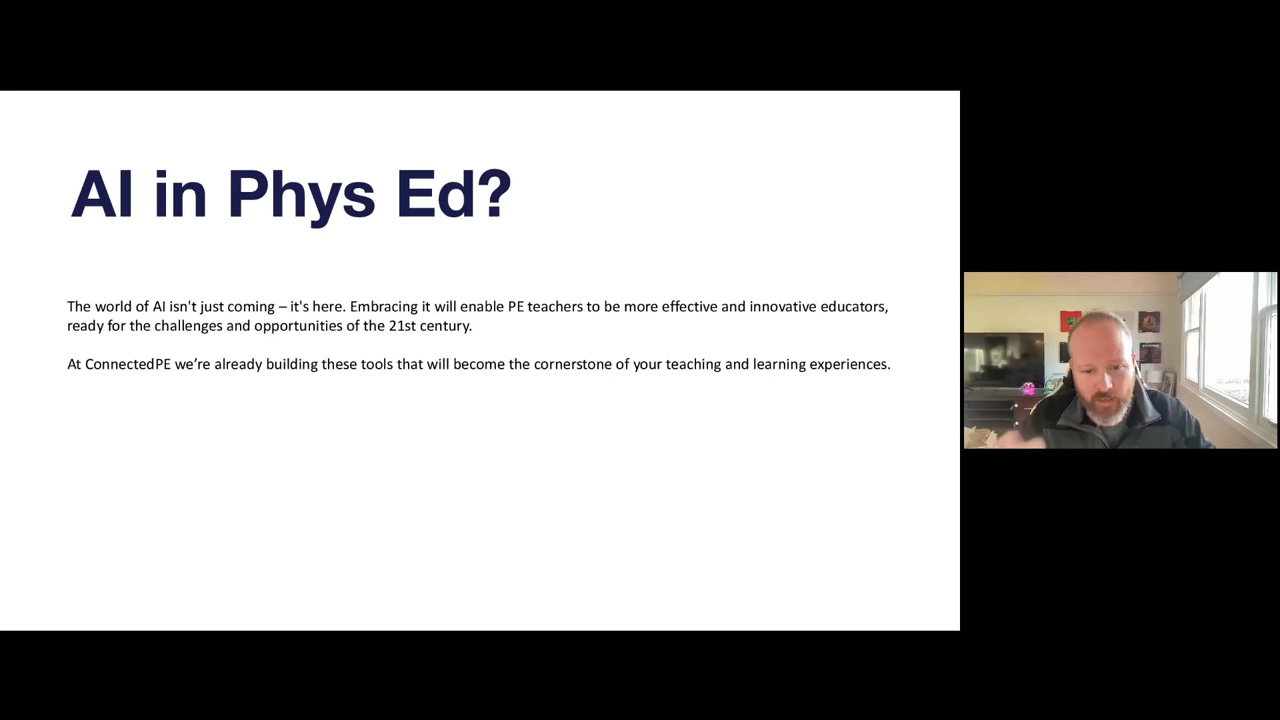 AI in Phys Ed?
The world of AI isn't just coming – it's here. Embracing it will enable PE teachers to be more effective and innovative educators,
ready for the challenges and opportunities of the 21st century.
At ConnectedPE we’re already building these tools that will become the cornerstone of your teaching and learning experiences.